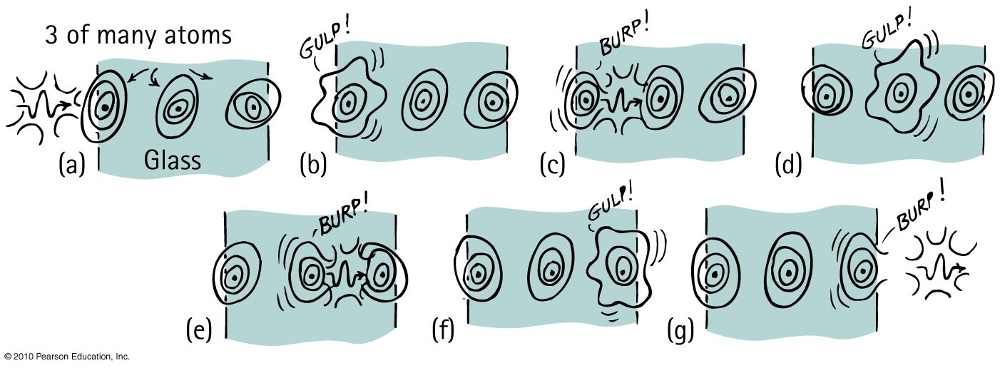 3 of many atoms
(a)
Glass
GULP!
(b)
BURP!
(c)
GULP!
(d)
BURP!
(e)
GULP!
(f)
BURP!
(g)
© 2010 Pearson Education, Inc.